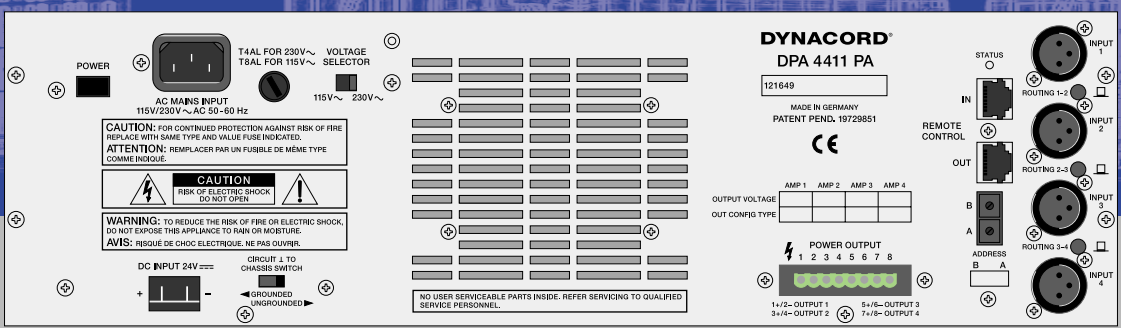 POWER
AC MAINS INPUT
115V/230V ~ AC 50-60 Hz
T4AL FOR 230V~
T8AL FOR 115V~
VOLTAGE
SELECTOR
115V~ 230V~
CAUTION: FOR CONTINUED PROTECTION AGAINST RISK OF FIRE
REPLACE WITH SAME TYPE AND VALUE FUSE INDICATED.
ATTENTION: REMPLACER PAR UN FUSIBLE DE MÊME TYPE
COMME INDIQUÉ.
CAUTION
RISK OF ELECTRIC SHOCK
DO NOT OPEN
WARNING: TO REDUCE THE RISK OF FIRE OR ELECTRIC SHOCK,
DO NOT EXPOSE THIS APPLIANCE TO RAIN OR MOISTURE.
AVIS: RISQUÉ DE CHOC ELECTRIQUE. NE PAS OUVRIR.
DC INPUT 24V
+ −
CIRCUIT ⊥ TO
CHASSIS SWITCH
◄GROUNDED
UNGROUNDED►
NO USER SERVICEABLE PARTS INSIDE. REFER SERVICING TO QUALIFIED
SERVICE PERSONNEL.
DYNACORD®
DPA 4411 PA
121649
MADE IN GERMANY
PATENT PEND. 19729851
CE
AMP 1 AMP 2 AMP 3 AMP 4
OUTPUT VOLTAGE
OUT CONFIG TYPE
POWER OUTPUT
1 2 3 4 5 6 7 8
1+/2− OUTPUT 1 5+/6− OUTPUT 3
3+/4− OUTPUT 2 7+/8− OUTPUT 4
STATUS
IN
REMOTE
CONTROL
OUT
B
A
ADDRESS
B A
INPUT
1
ROUTING 1-2
INPUT
2
ROUTING 2-3
INPUT
3
ROUTING 3-4
INPUT
4